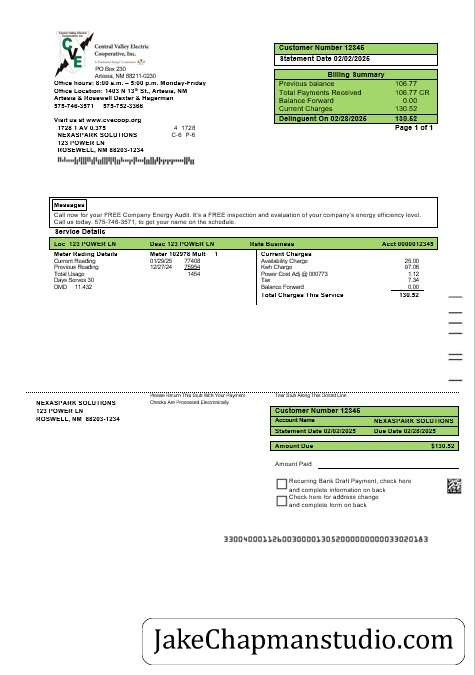 Central Valley Electric
Cooperative, Inc.
CVE
PO Box 230
Artesia, NM 88211-0230
Office hours: 8:00 a.m. – 5:00 p.m. Monday-Friday
Office Location: 1403 N 13th St., Artesia, NM
Artesia & Roswell Dexter & Hagerman
575-746-3571 575-752-3366
Visit us at www.cvecoop.org
1728 1 AV 0.375 4 1728
NEXASPARK SOLUTIONS C-6 P-6
123 POWER LN
ROSEWELL, NM 88203-1234
Customer Number 12345
Statement Date 02/02/2025
Billing Summary
Previous balance 106.77
Total Payments Received 106.77 CR
Balance Forward 0.00
Current Charges 130.52
Delinquent On 02/28/2025 130.52
Page 1 of 1
Messages
Call now for your FREE Company Energy Audit. It's a FREE inspection and evaluation of your company's energy efficiency level.
Call us today. 575-746-3571, to get your name on the schedule.
Service Details
Loc 123 POWER LN Desc 123 POWER LN Rate Business Acct 0000012345
Meter Reading Details Meter 102978 Mult 1
Current Reading 01/29/25 77408
Previous Reading 12/27/24 75954
Total Usage 1454
Days Servce 30
DMD 11.432
Current Charges
Availability Charge 25.00
Kwh Charge 97.06
Power Cost Adj @ 000773 1.12
Tax 7.34
Balance Forward 0.00
Total Charges This Service 130.52
Please Return This Stub With Your Payment Tear Stub Along This Dotted Line
Checks Are Processed Electronically
NEXASPARK SOLUTIONS
123 POWER LN
ROSWELL, NM 88203-1234
Customer Number 12345
Account Name NEXASPARK SOLUTIONS
Statement Date 02/02/2025 Due Date 02/28/2025
Amount Due $130.52
Amount Paid
Recurring Bank Draft Payment, check here
and complete information on back
Check here for address change
and complete form on back
JakeChapmanstudio.com